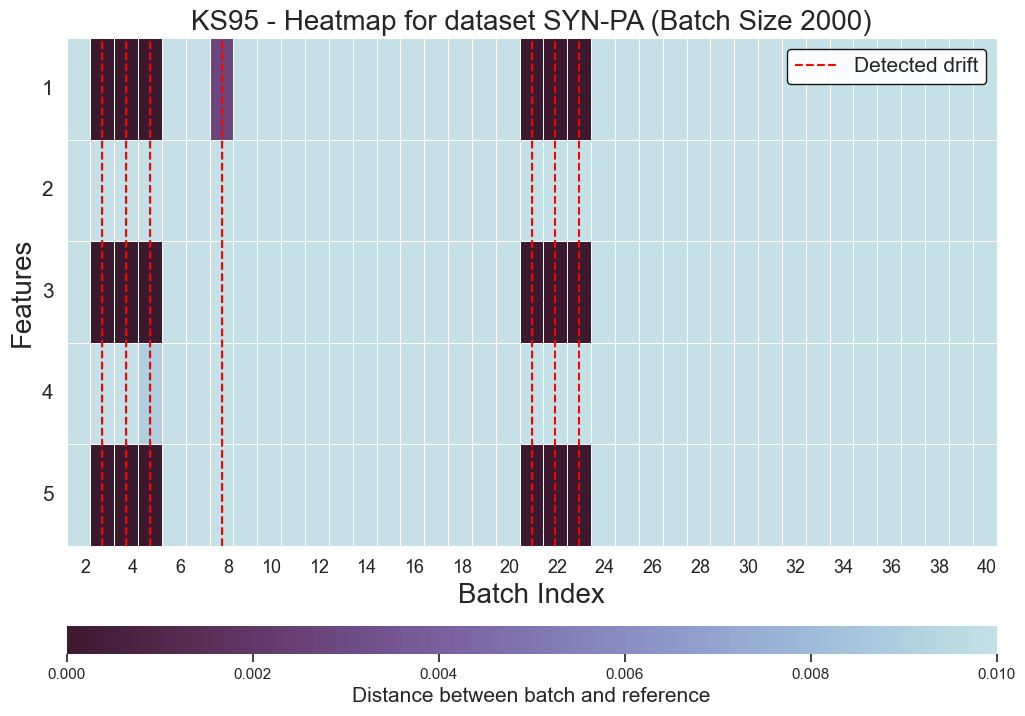 KS95 - Heatmap for dataset SYN-PA (Batch Size 2000)
Detected drift
Features
1
2
3
4
5
2 4 6 8 10 12 14 16 18 20 22 24 26 28 30 32 34 36 38 40
Batch Index
0.000 0.002 0.004 0.006 0.008 0.010
Distance between batch and reference